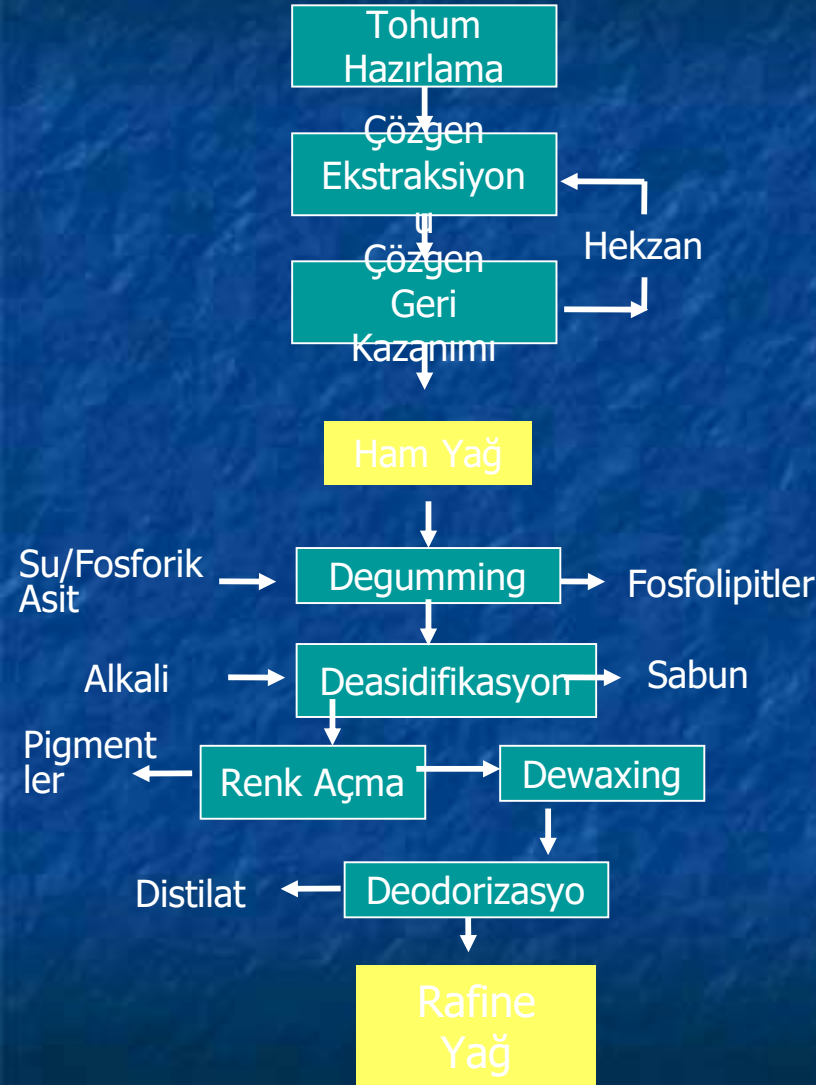 Tohum
Hazırlama
Çözgen
Ekstraksiyon
u
Hekzan
Çözgen
Geri
Kazanımı
Ham Yağ
Su/Fosforik
Asit
Degumming
Fosfolipitler
Alkali
Deasidifikasyon
Sabun
Pigment
ler
Renk Açma
Dewaxing
Distilat
Deodorizasyo
Rafine
Yağ